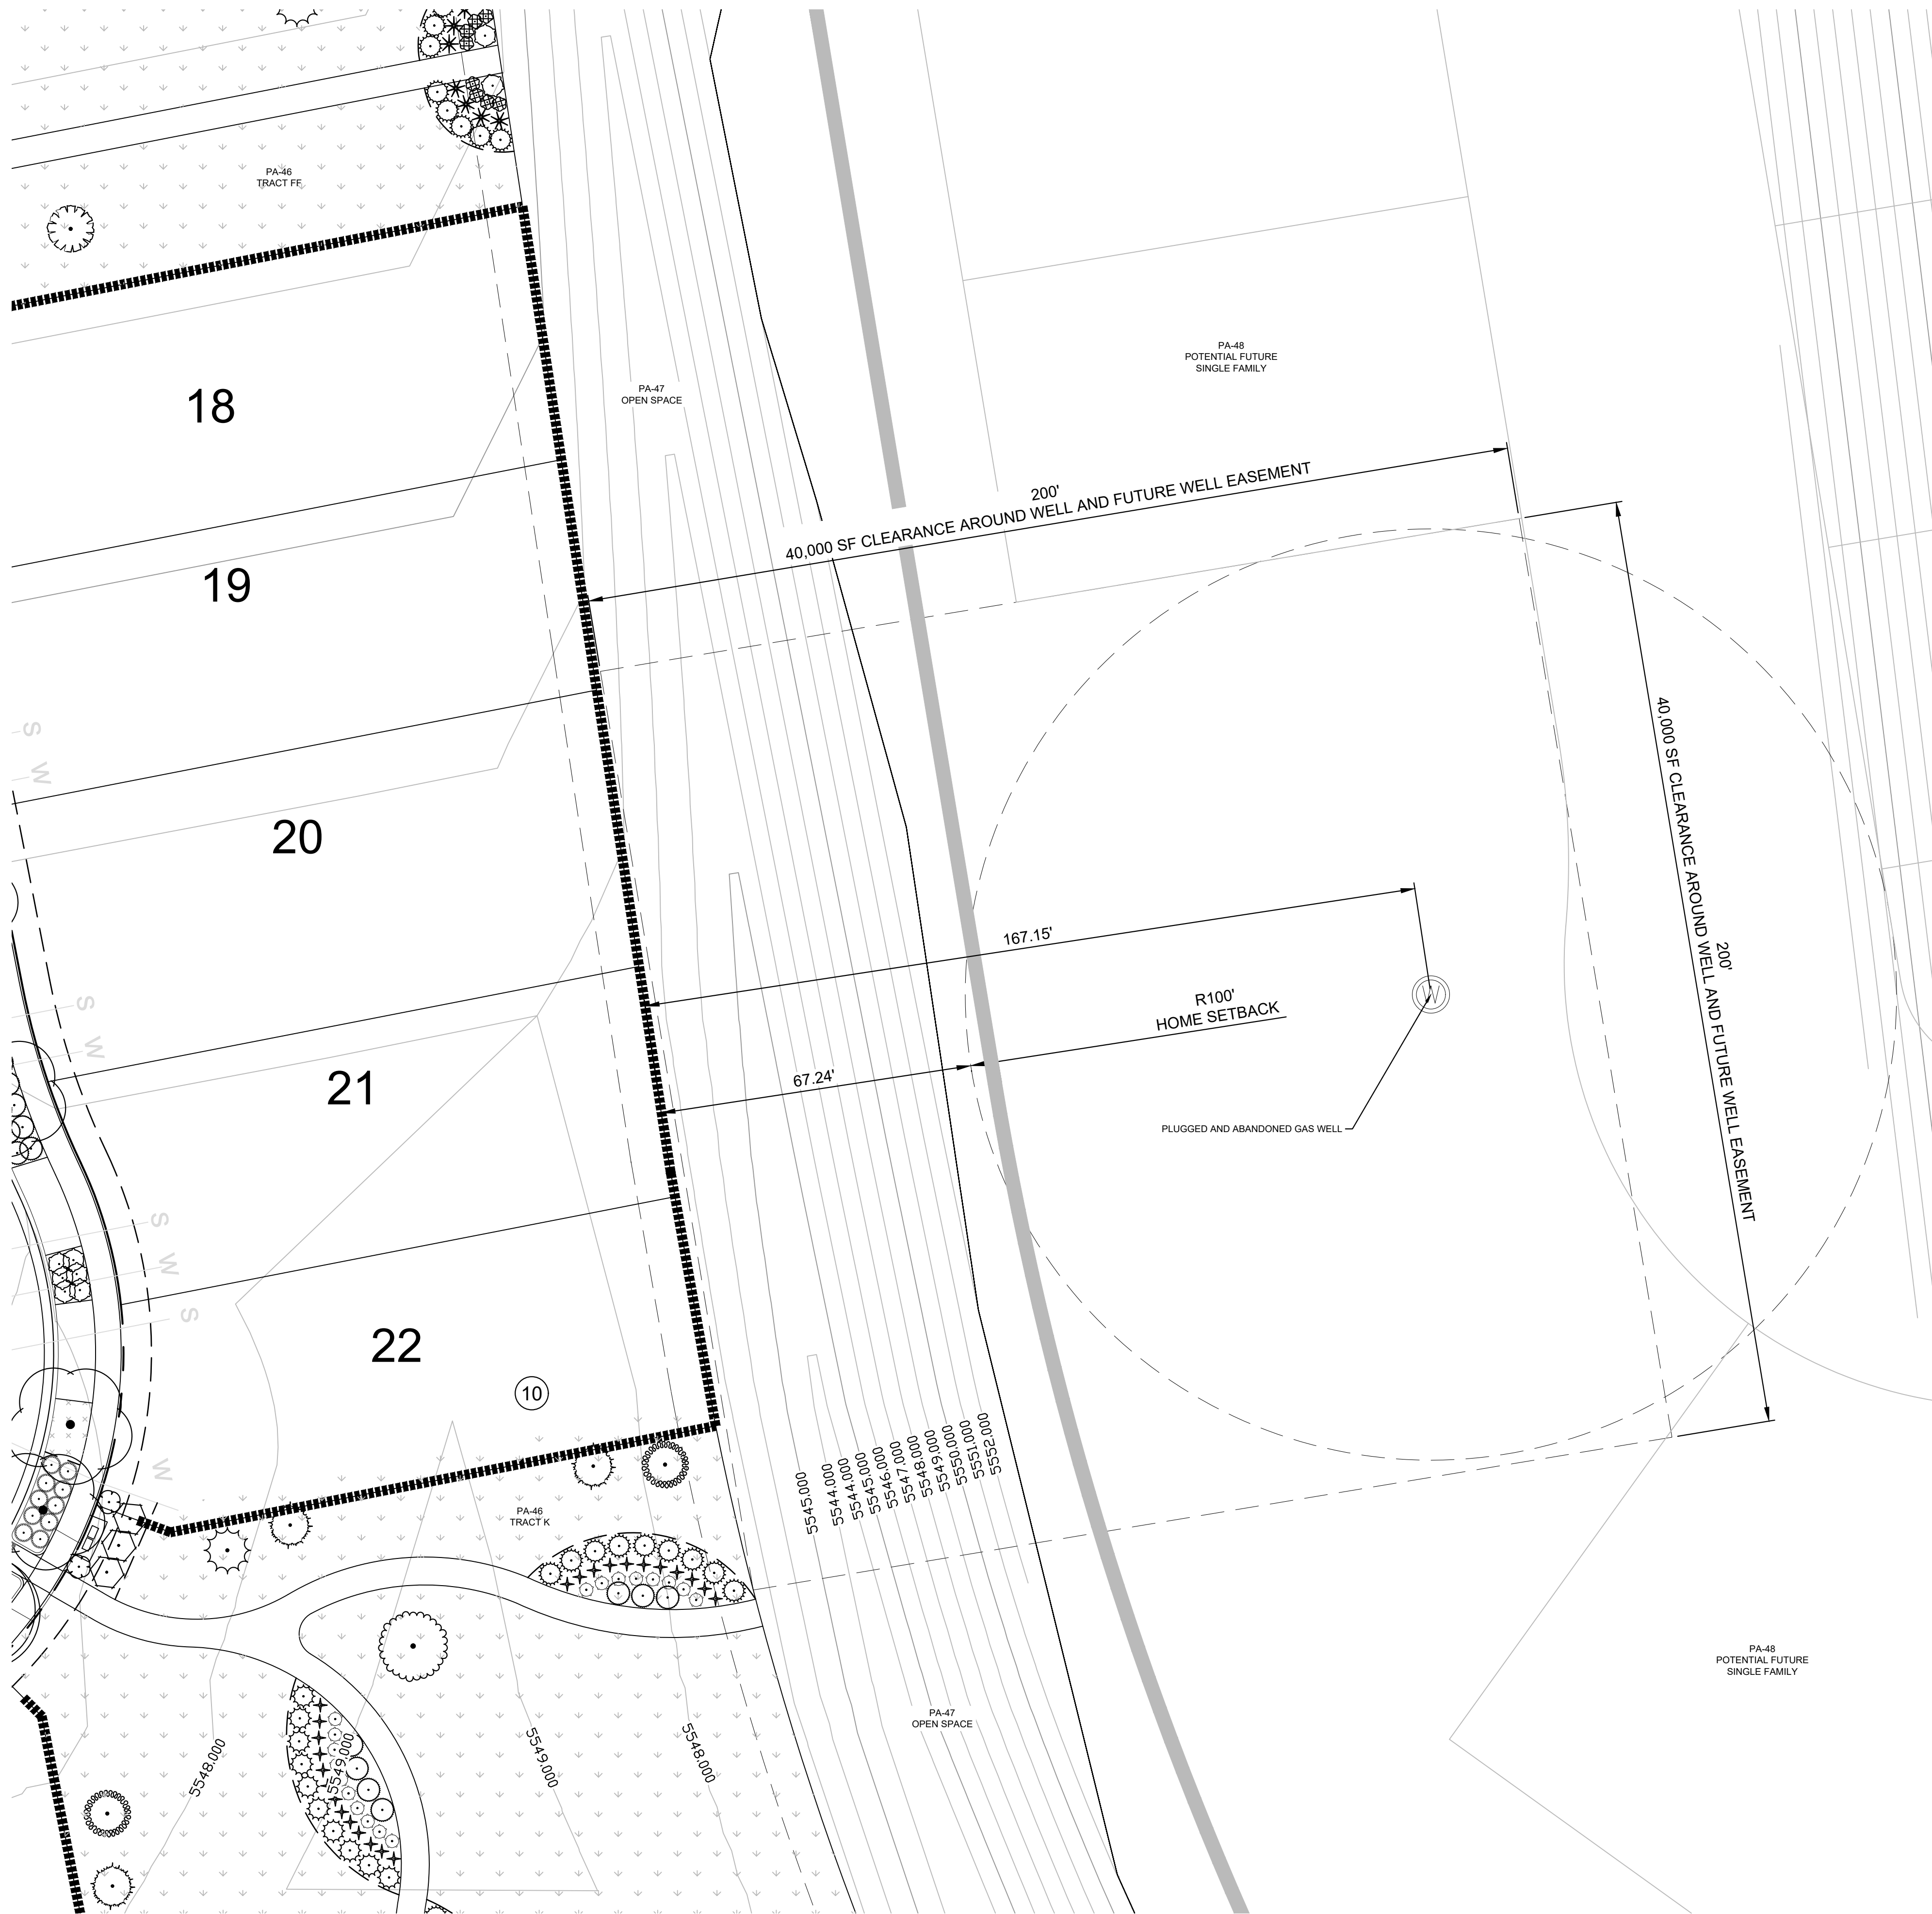 PA-46
TRACT FF
18
PA-47
OPEN SPACE
PA-48
POTENTIAL FUTURE
SINGLE FAMILY
200'
40,000 SF CLEARANCE AROUND WELL AND FUTURE WELL EASEMENT
19
S
W
20
200'
40,000 SF CLEARANCE AROUND WELL AND FUTURE WELL EASEMENT
167.15'
W
R100'
HOME SETBACK
S
W
21
67.24'
PLUGGED AND ABANDONED GAS WELL
S
W
S
22
10
W
5545.000
5544.000
5544.000
5545.000
5546.000
5547.000
5548.000
5549.000
5550.000
5551.000
5552.000
PA-46
TRACT K
PA-48
POTENTIAL FUTURE
SINGLE FAMILY
PA-47
OPEN SPACE
5548.000
5549.000
5549.000
5548.000